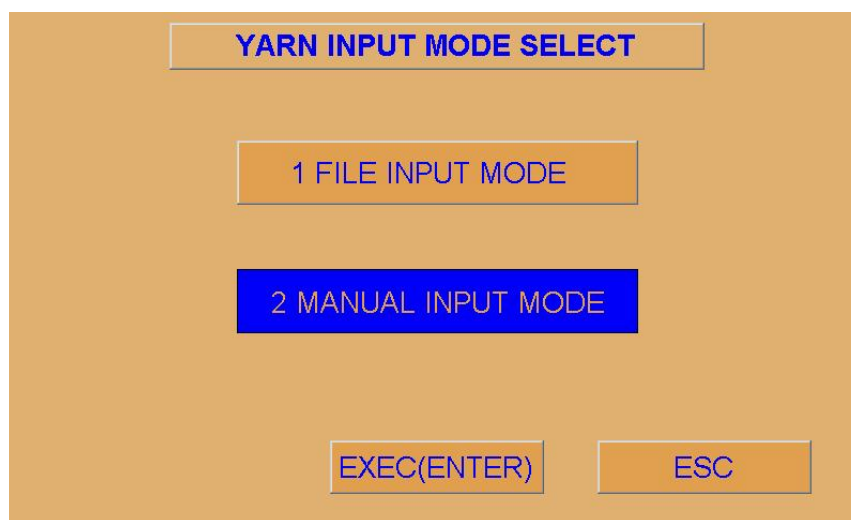 YARN INPUT MODE SELECT
1 FILE INPUT MODE
2 MANUAL INPUT MODE
EXEC(ENTER) ESC